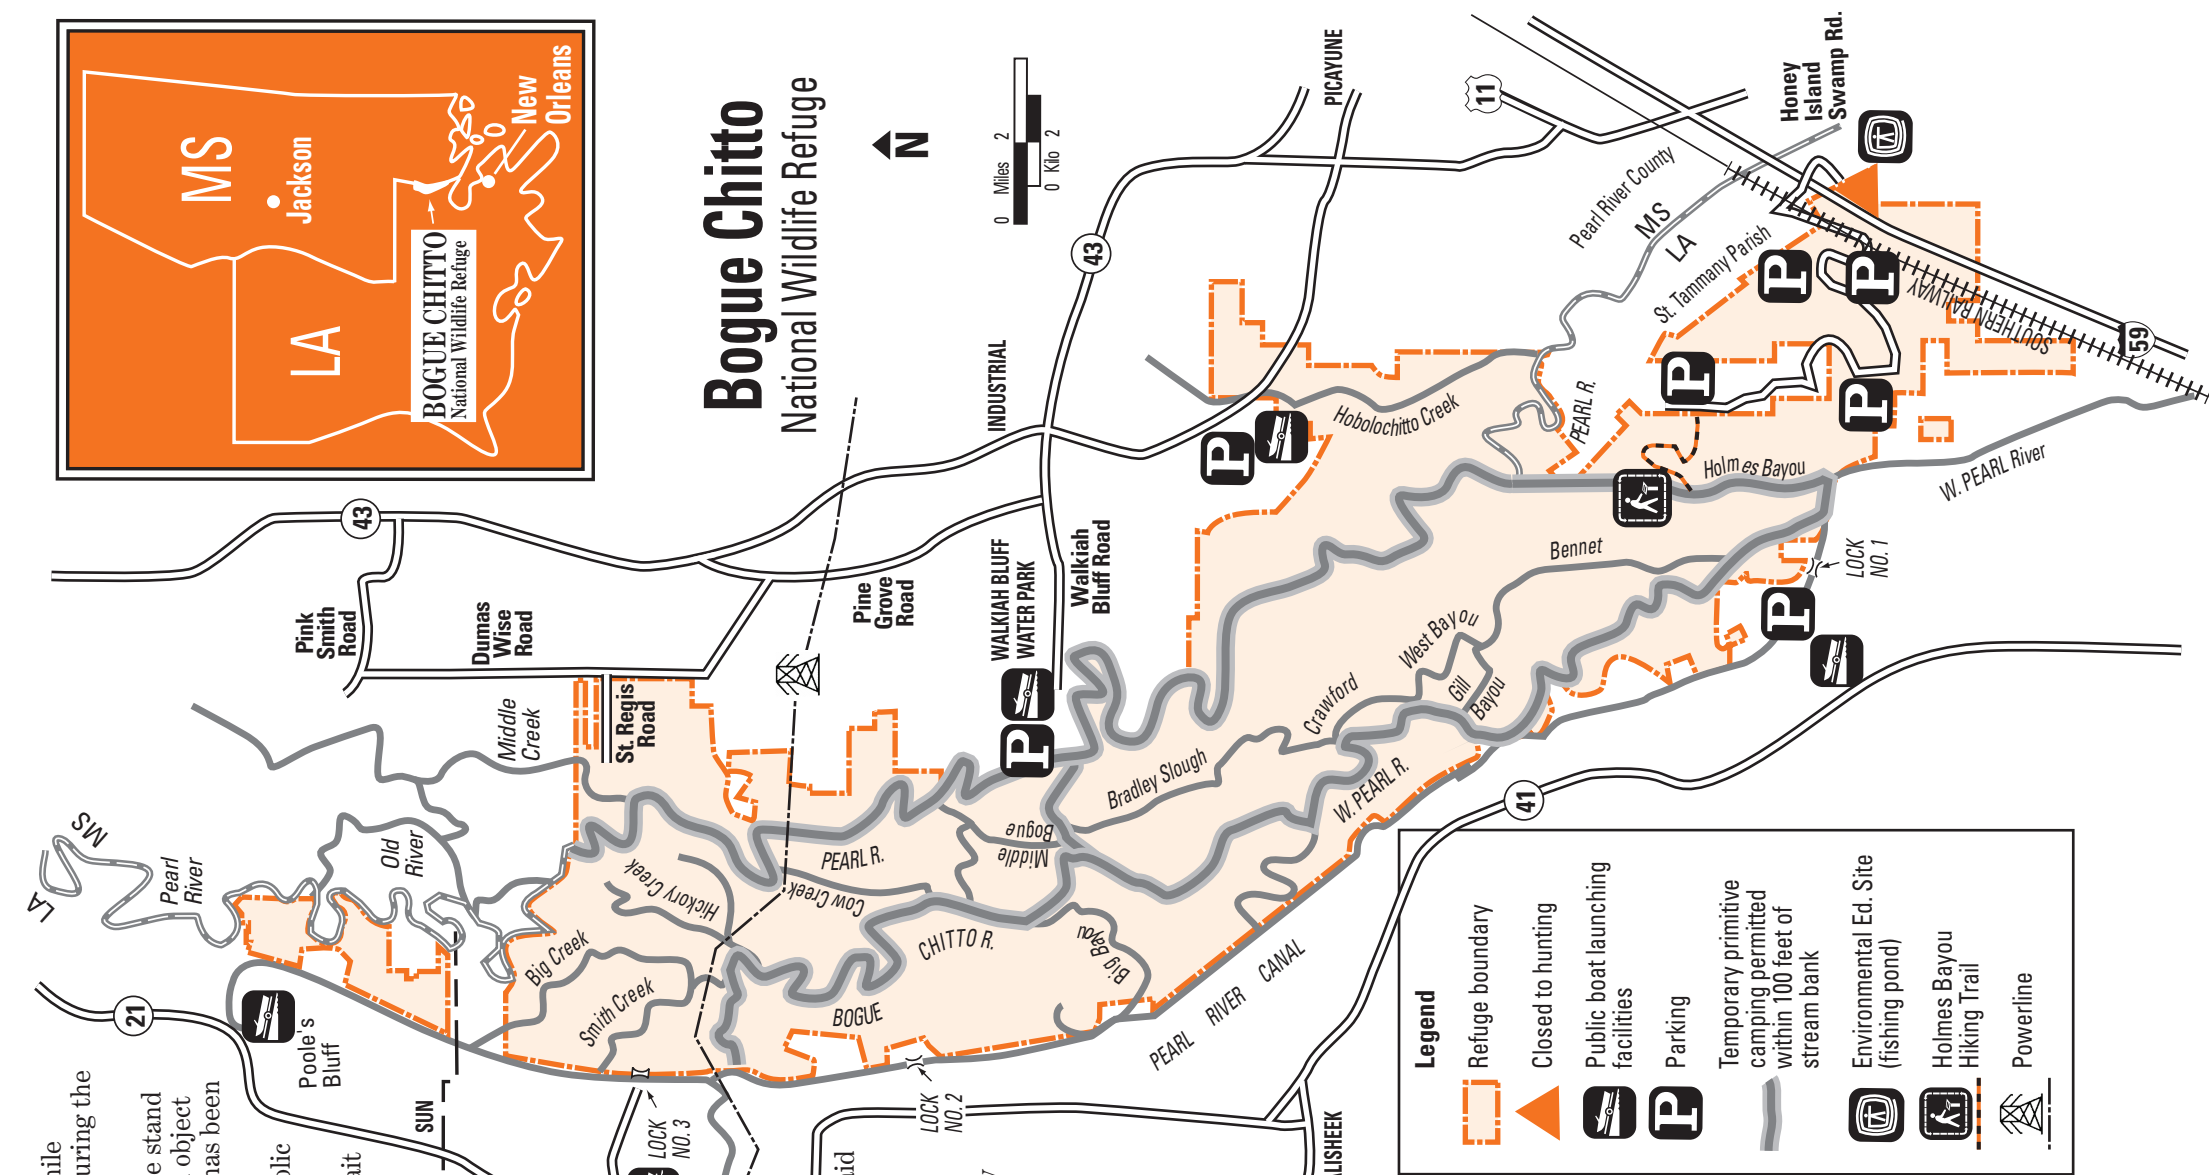 MS
Jackson
LA
New
Orleans
BOGUE CHITTO
National Wildlife Refuge
Bogue Chitto
National Wildlife Refuge
N
0 Miles 2
0 Kilo 2
PICAYUNE
11
Honey
Island
Swamp Rd.
43
INDUSTRIAL
Pearl River County
MS
LA
St. Tammany Parish
P
P
SOUTHERN RAILWAY
59
P
P
PEARL R.
Hobolochitto Creek
P
Holmes Bayou
W. PEARL River
43
Pink
Smith
Road
Dumas
Wise
Road
Pine
Grove
Road
WALKIAH BLUFF
WATER PARK
Walkiah
Bluff Road
P
Bennet
LOCK
NO. 1
P
West Bayou
Gill
Bayou
Crawford
Bradley Slough
W. PEARL R.
41
Middle
Creek
St. Regis
Road
MS
LA
Pearl
River
Old
River
PEARL R.
Middle
Bogue
Hickory Creek
Cow Creek
CHITTO R.
BOGUE
Big Bayou
Big Creek
Smith Creek
PEARL RIVER CANAL
21
Poole's
Bluff
SUN
LOCK
NO. 3
LOCK
NO. 2
ALISHEEK
Legend
Refuge boundary
Closed to hunting
Public boat launching
facilities
P
Parking
Temporary primitive
camping permitted
within 100 feet of
stream bank
Environmental Ed. Site
(fishing pond)
Holmes Bayou
Hiking Trail
Powerline
uring the
e stand
object
has been